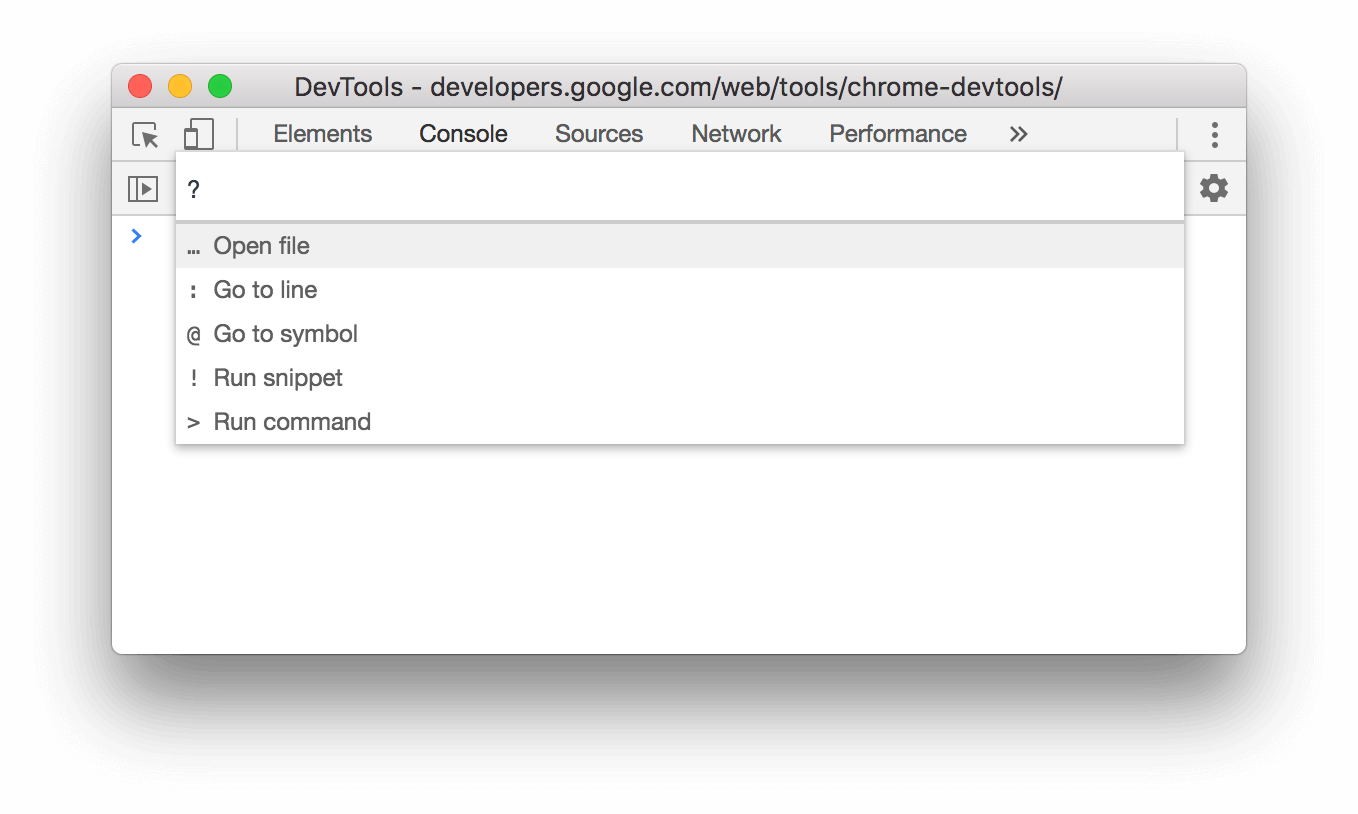 DevTools - developers.google.com/web/tools/chrome-devtools/
Elements Console Sources Network Performance »
?
… Open file
: Go to line
@ Go to symbol
! Run snippet
> Run command